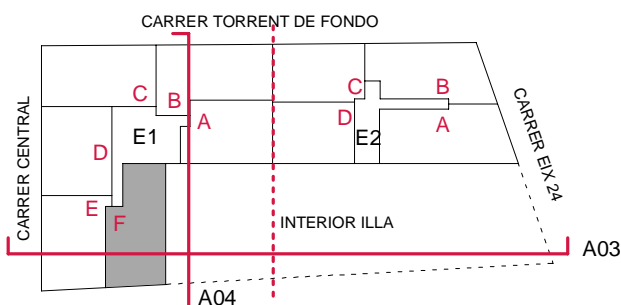 CARRER TORRENT DE FONDO
CARRER CENTRAL
C
B
A
D
E1
E
F
C
B
D
E2
A
CARRER EIX 24
INTERIOR ILLA
A03
A04